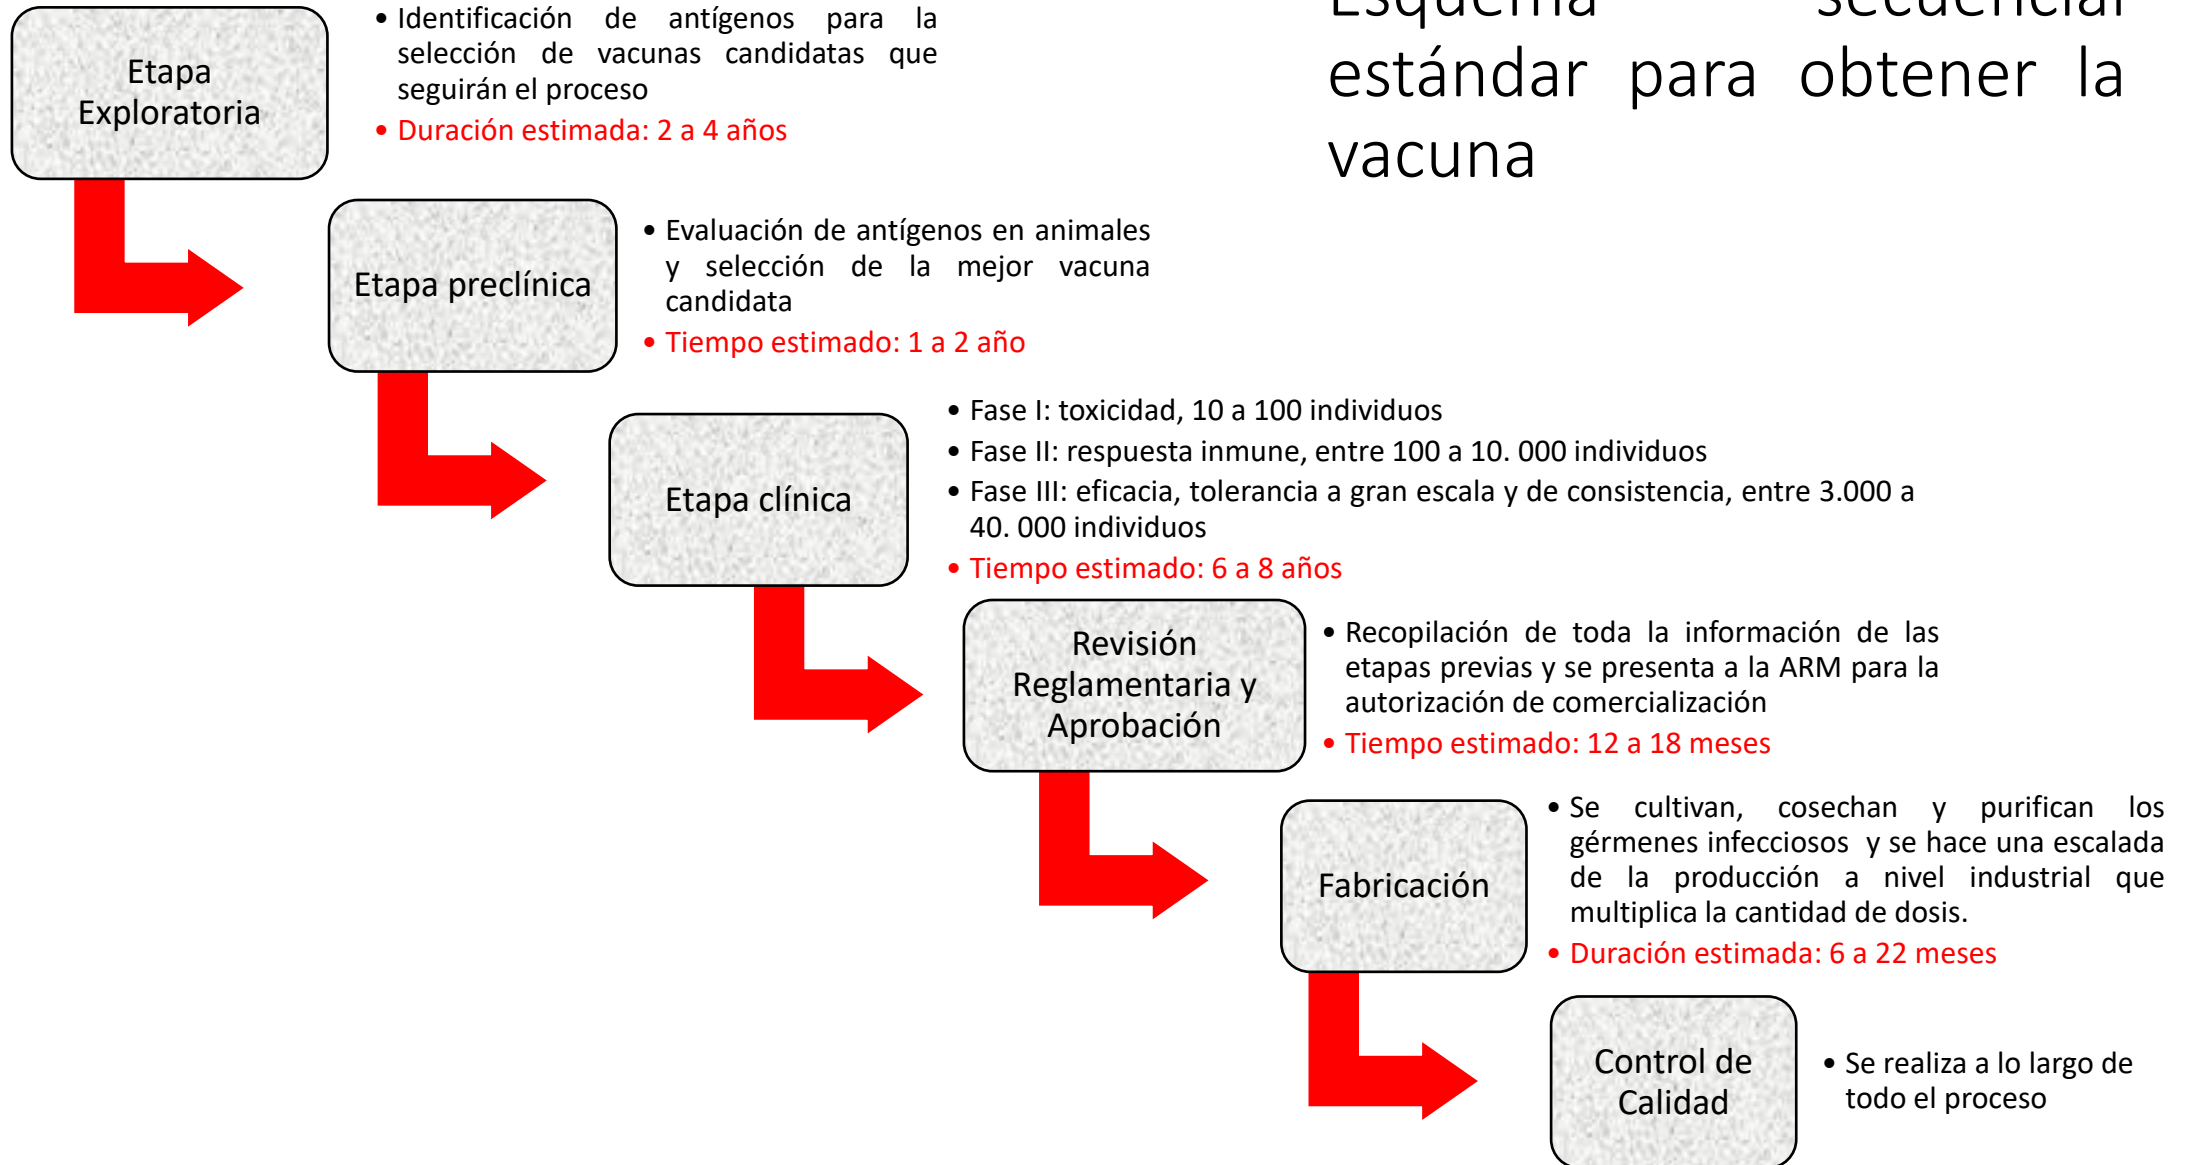 Esquema secuencial
estándar para obtener la
vacuna
Etapa
Exploratoria
• Identificación de antígenos para la
selección de vacunas candidatas que
seguirán el proceso
• Duración estimada: 2 a 4 años
Etapa preclínica
• Evaluación de antígenos en animales
y selección de la mejor vacuna
candidata
• Tiempo estimado: 1 a 2 año
Etapa clínica
• Fase I: toxicidad, 10 a 100 individuos
• Fase II: respuesta inmune, entre 100 a 10. 000 individuos
• Fase III: eficacia, tolerancia a gran escala y de consistencia, entre 3.000 a
40. 000 individuos
• Tiempo estimado: 6 a 8 años
Revisión
Reglamentaria y
Aprobación
• Recopilación de toda la información de las
etapas previas y se presenta a la ARM para la
autorización de comercialización
• Tiempo estimado: 12 a 18 meses
Fabricación
• Se cultivan, cosechan y purifican los
gérmenes infecciosos y se hace una escalada
de la producción a nivel industrial que
multiplica la cantidad de dosis.
• Duración estimada: 6 a 22 meses
Control de
Calidad
• Se realiza a lo largo de
todo el proceso